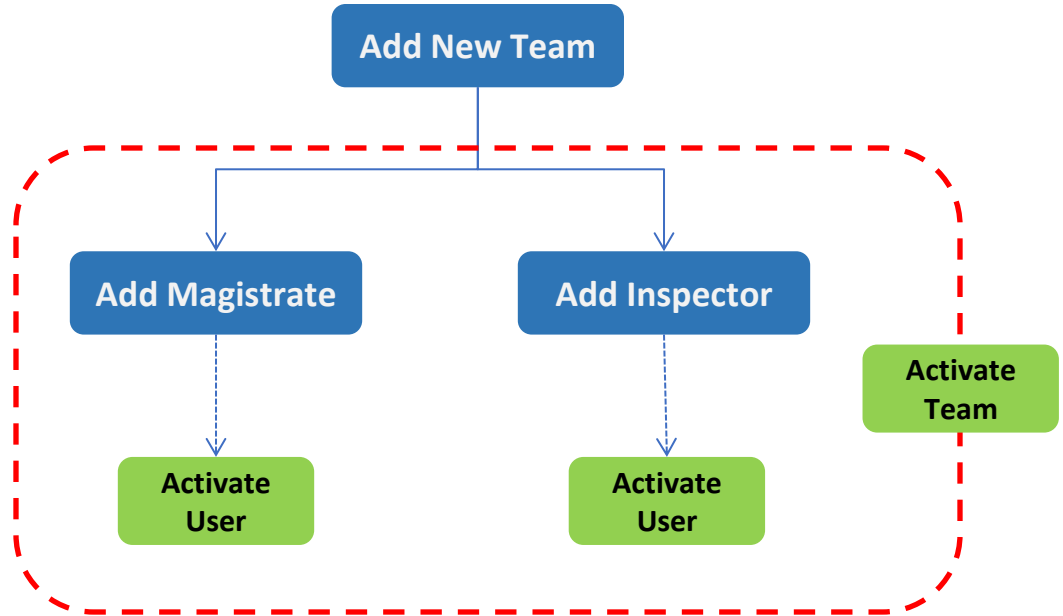 Add New Team
Add Magistrate
Add Inspector
Activate
Team
Activate
User
Activate
User